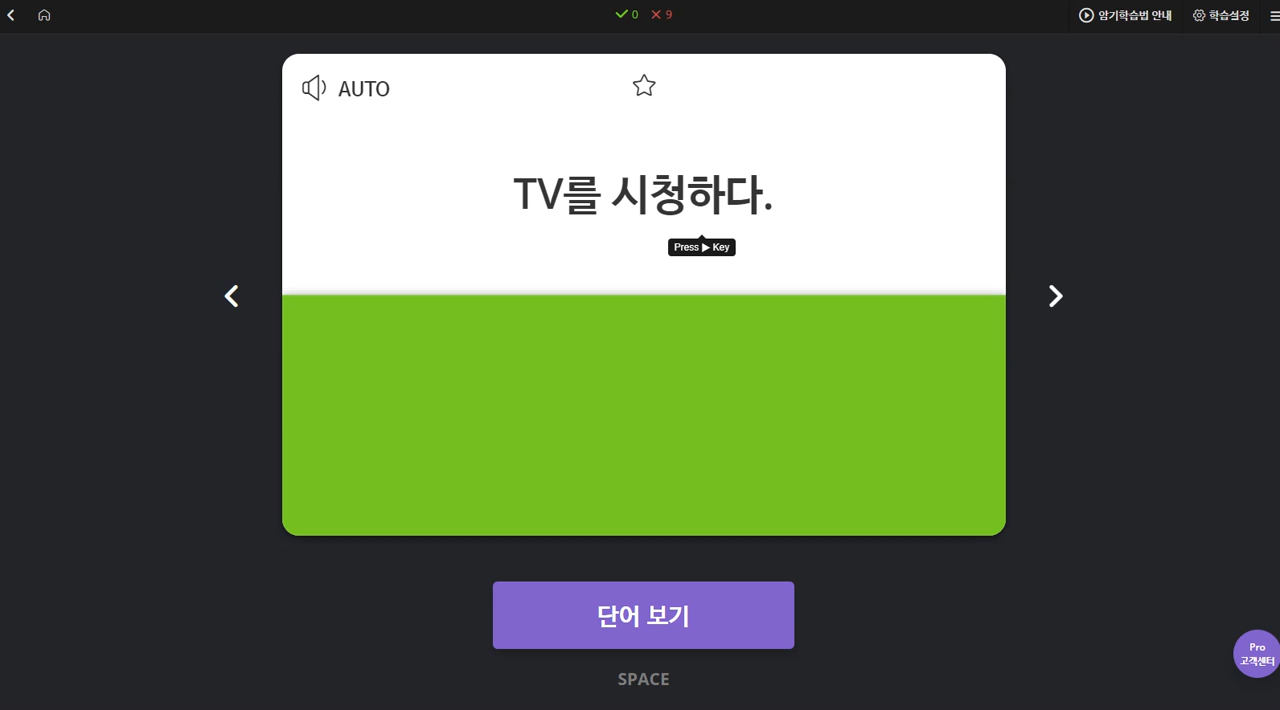 0 9
암기학습법 안내
학습설정
AUTO
TV를 시청하다.
Press ▶ Key
단어 보기
SPACE
Pro
고객센터